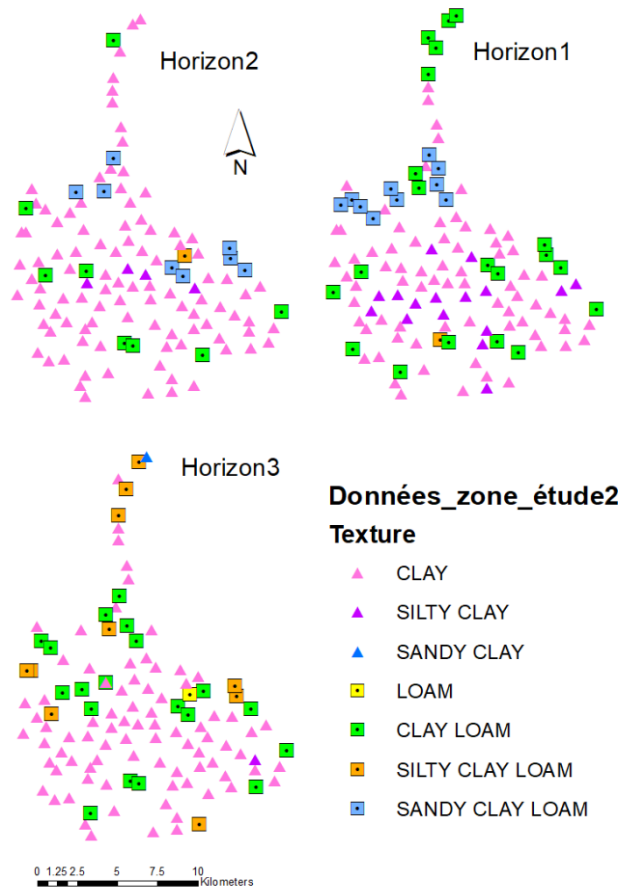 Horizon2
Horizon1
N
Horizon3
Données_zone_étude2
Texture
CLAY
SILTY CLAY
SANDY CLAY
LOAM
CLAY LOAM
SILTY CLAY LOAM
SANDY CLAY LOAM
0 1.25 2.5 5 7.5 10
Kilometers